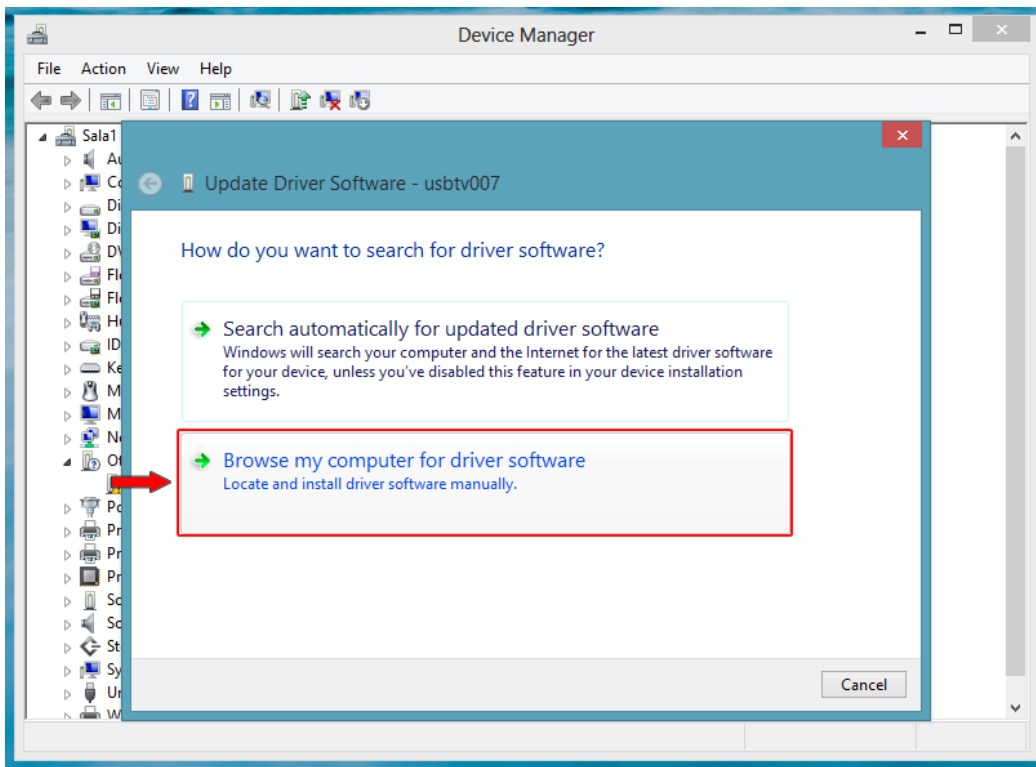 Device Manager
File Action View Help
Sala1
Update Driver Software - usbtv007
How do you want to search for driver software?
Search automatically for updated driver software
Windows will search your computer and the Internet for the latest driver software
for your device, unless you've disabled this feature in your device installation
settings.
Browse my computer for driver software
Locate and install driver software manually.
Cancel